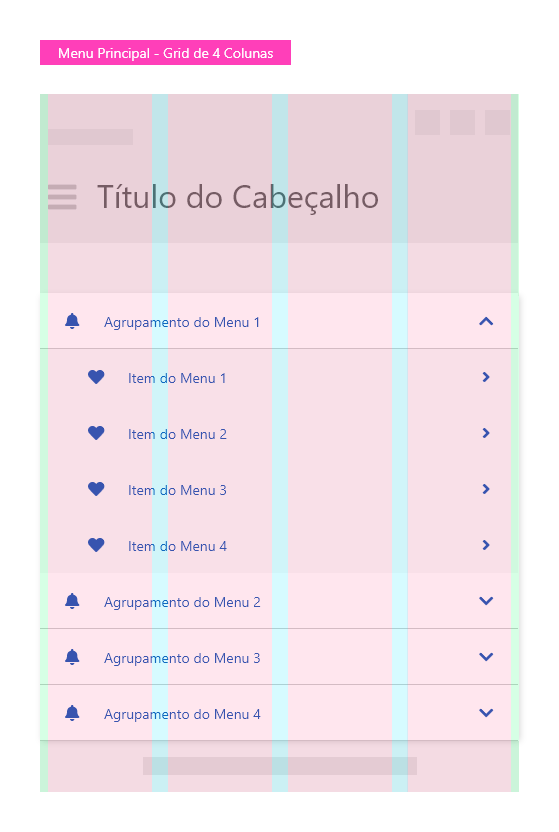 Menu Principal - Grid de 4 Colunas
Título do Cabeçalho
Agrupamento do Menu 1
Item do Menu 1
Item do Menu 2
Item do Menu 3
Item do Menu 4
Agrupamento do Menu 2
Agrupamento do Menu 3
Agrupamento do Menu 4